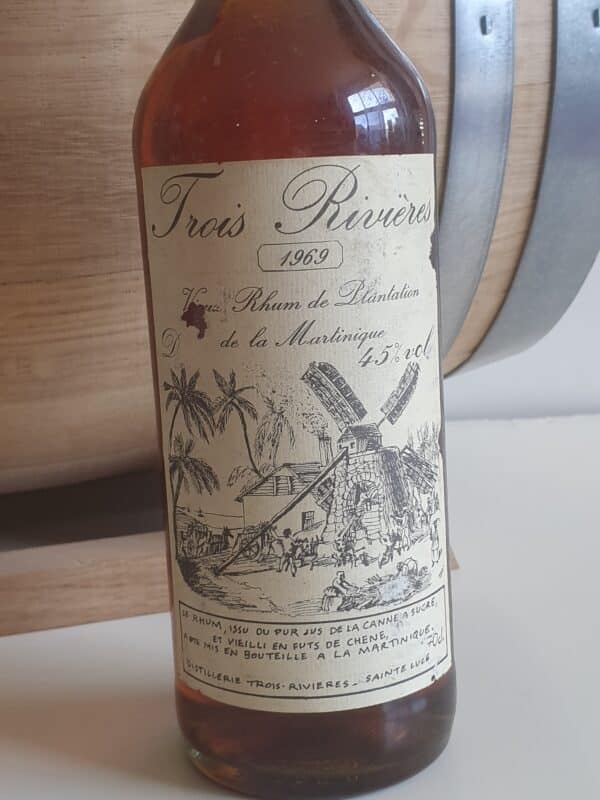 Trois Rivières
1969
Vieux Rhum de Plantation
D de la Martinique
45% vol
CE RHUM, ISSU DU PUR JUS DE LA CANNE A SUCRE,
ET VIEILLI EN FUTS DE CHENE,
A ETE MIS EN BOUTEILLE A LA MARTINIQUE.
70cl
DISTILLERIE TROIS-RIVIERES - SAINTE LUCE